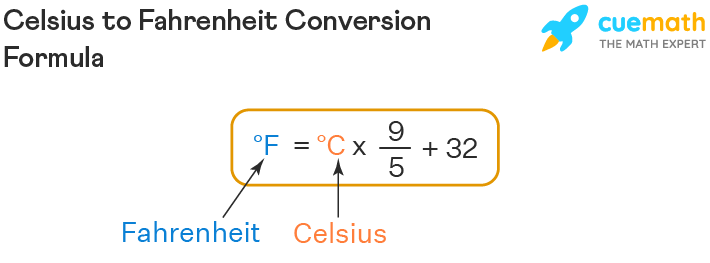 Celsius to Fahrenheit Conversion
Formula
cuemath
THE MATH EXPERT
°F = °C x 9/5 + 32
Fahrenheit Celsius